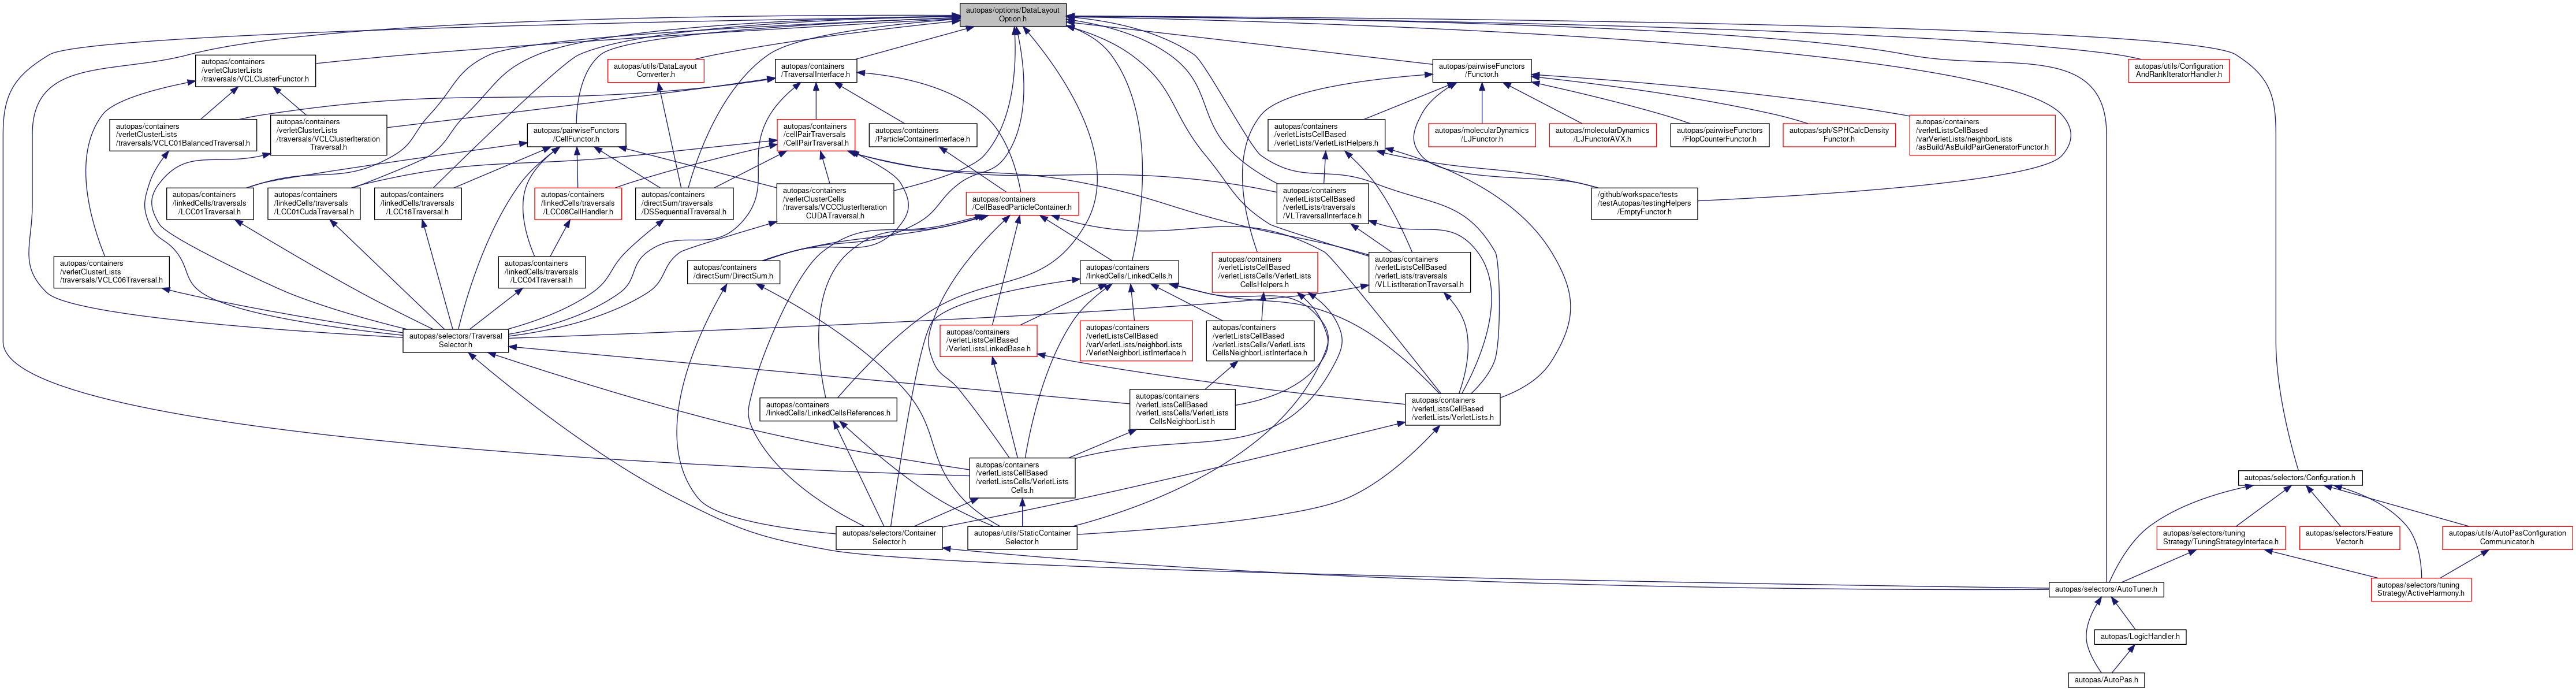 autopas/options/DataLayout
Option.h
autopas/containers
/verletClusterLists
/traversals/VCLClusterFunctor.h
autopas/utils/DataLayout
Converter.h
autopas/containers
/TraversalInterface.h
autopas/pairwiseFunctors
/Functor.h
autopas/utils/Configuration
AndRankIteratorHandler.h
autopas/containers
/verletClusterLists
/traversals/VCLC01BalancedTraversal.h
autopas/containers
/verletClusterLists
/traversals/VCLClusterIteration
Traversal.h
autopas/pairwiseFunctors
/CellFunctor.h
autopas/containers
/cellPairTraversals
/CellPairTraversal.h
autopas/containers
/ParticleContainerInterface.h
autopas/containers
/verletListsCellBased
/verletLists/VerletListHelpers.h
autopas/molecularDynamics
/LJFunctor.h
autopas/molecularDynamics
/LJFunctorAVX.h
autopas/pairwiseFunctors
/FlopCounterFunctor.h
autopas/sph/SPHCalcDensity
Functor.h
autopas/containers
/verletListsCellBased
/varVerletLists/neighborLists
/asBuild/AsBuildPairGeneratorFunctor.h
autopas/containers
/linkedCells/traversals
/LCC01Traversal.h
autopas/containers
/linkedCells/traversals
/LCC01CudaTraversal.h
autopas/containers
/linkedCells/traversals
/LCC18Traversal.h
autopas/containers
/linkedCells/traversals
/LCC08CellHandler.h
autopas/containers
/directSum/traversals
/DSSequentialTraversal.h
autopas/containers
/verletClusterCells
/traversals/VCCClusterIteration
CUDATraversal.h
autopas/containers
/CellBasedParticleContainer.h
autopas/containers
/verletListsCellBased
/verletLists/traversals
/VLTraversalInterface.h
/github/workspace/tests
/testAutopas/testingHelpers
/EmptyFunctor.h
autopas/containers
/verletClusterLists
/traversals/VCLC06Traversal.h
autopas/containers
/linkedCells/traversals
/LCC04Traversal.h
autopas/containers
/directSum/DirectSum.h
autopas/containers
/linkedCells/LinkedCells.h
autopas/containers
/verletListsCellBased
/verletListsCells/VerletLists
CellsHelpers.h
autopas/containers
/verletListsCellBased
/verletLists/traversals
/VLListIterationTraversal.h
autopas/selectors/Traversal
Selector.h
autopas/containers
/verletListsCellBased
/VerletListsLinkedBase.h
autopas/containers
/verletListsCellBased
/varVerletLists/neighborLists
/VerletNeighborListInterface.h
autopas/containers
/verletListsCellBased
/verletListsCells/VerletLists
CellsNeighborListInterface.h
autopas/containers
/linkedCells/LinkedCellsReferences.h
autopas/containers
/verletListsCellBased
/verletListsCells/VerletLists
CellsNeighborList.h
autopas/containers
/verletListsCellBased
/verletLists/VerletLists.h
autopas/containers
/verletListsCellBased
/verletListsCells/VerletLists
Cells.h
autopas/selectors/Configuration.h
autopas/selectors/Container
Selector.h
autopas/utils/StaticContainer
Selector.h
autopas/selectors/tuning
Strategy/TuningStrategyInterface.h
autopas/selectors/Feature
Vector.h
autopas/utils/AutoPasConfiguration
Communicator.h
autopas/selectors/AutoTuner.h
autopas/selectors/tuning
Strategy/ActiveHarmony.h
autopas/LogicHandler.h
autopas/AutoPas.h